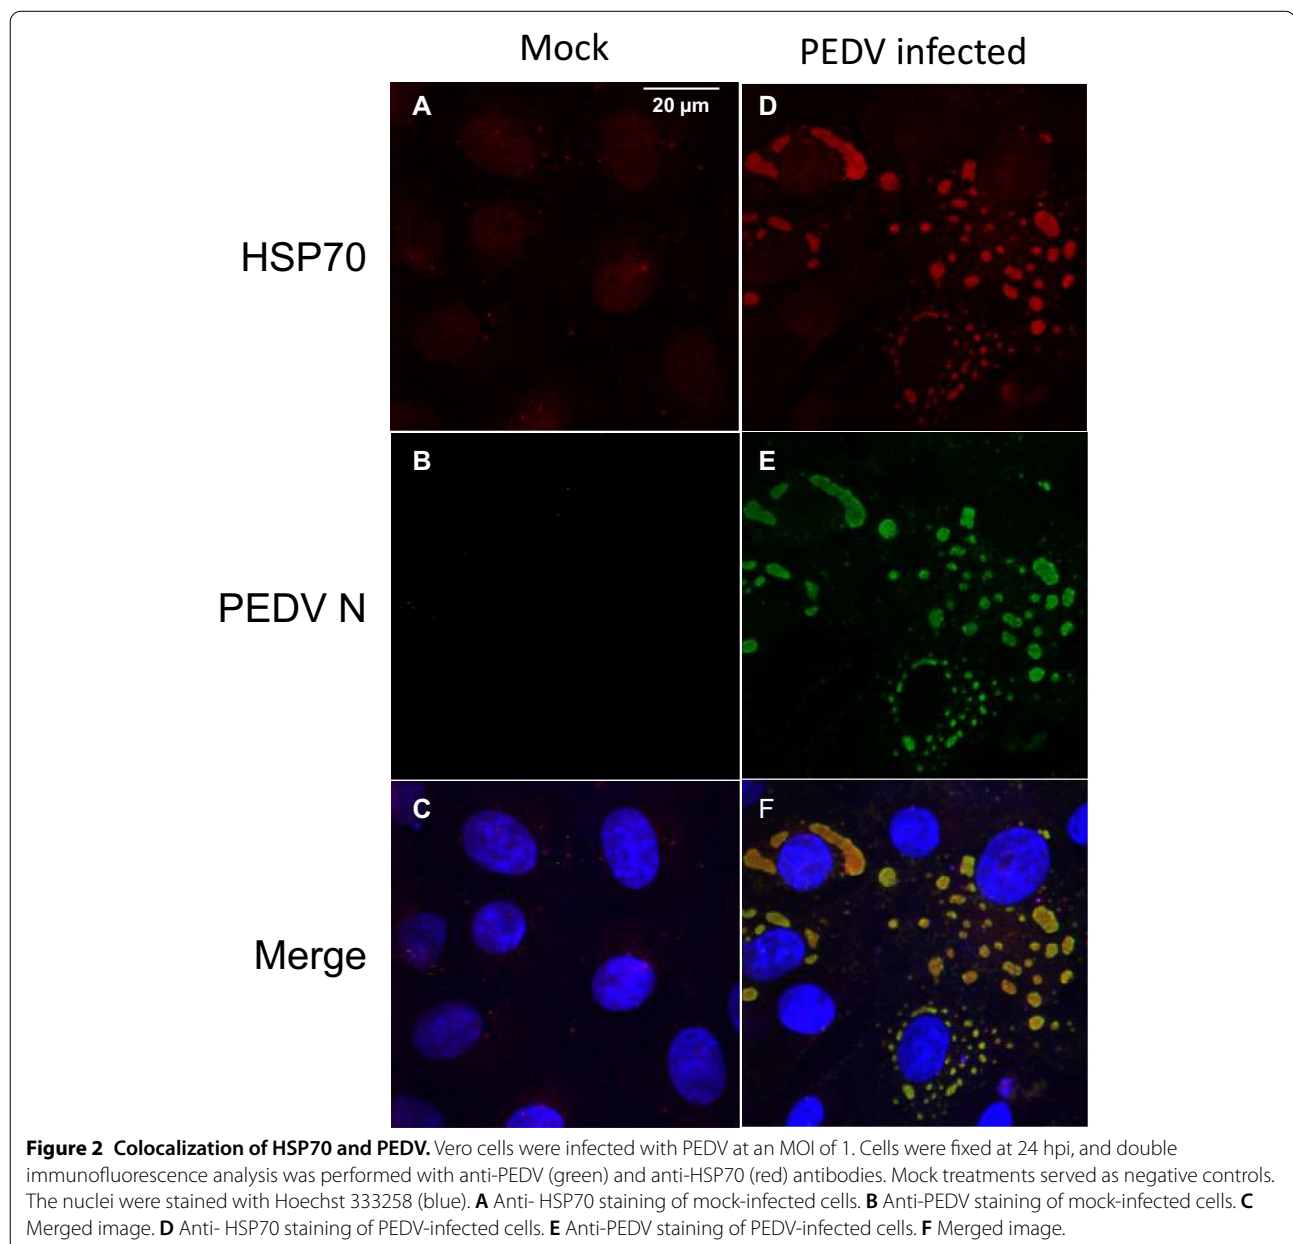 Mock
PEDV infected
A
20 µm
D
HSP70
B
E
PEDV N
C
F
Merge
Figure 2 Colocalization of HSP70 and PEDV. Vero cells were infected with PEDV at an MOI of 1. Cells were fixed at 24 hpi, and double
immunofluorescence analysis was performed with anti-PEDV (green) and anti-HSP70 (red) antibodies. Mock treatments served as negative controls.
The nuclei were stained with Hoechst 333258 (blue). A Anti- HSP70 staining of mock-infected cells. B Anti-PEDV staining of mock-infected cells. C
Merged image. D Anti- HSP70 staining of PEDV-infected cells. E Anti-PEDV staining of PEDV-infected cells. F Merged image.